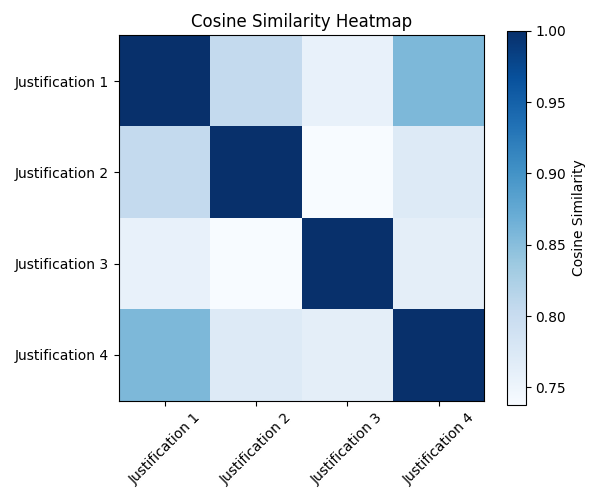 Cosine Similarity Heatmap
Justification 1
Justification 2
Justification 3
Justification 4
Justification 1
Justification 2
Justification 3
Justification 4
1.00
0.95
0.90
0.85
0.80
0.75
Cosine Similarity